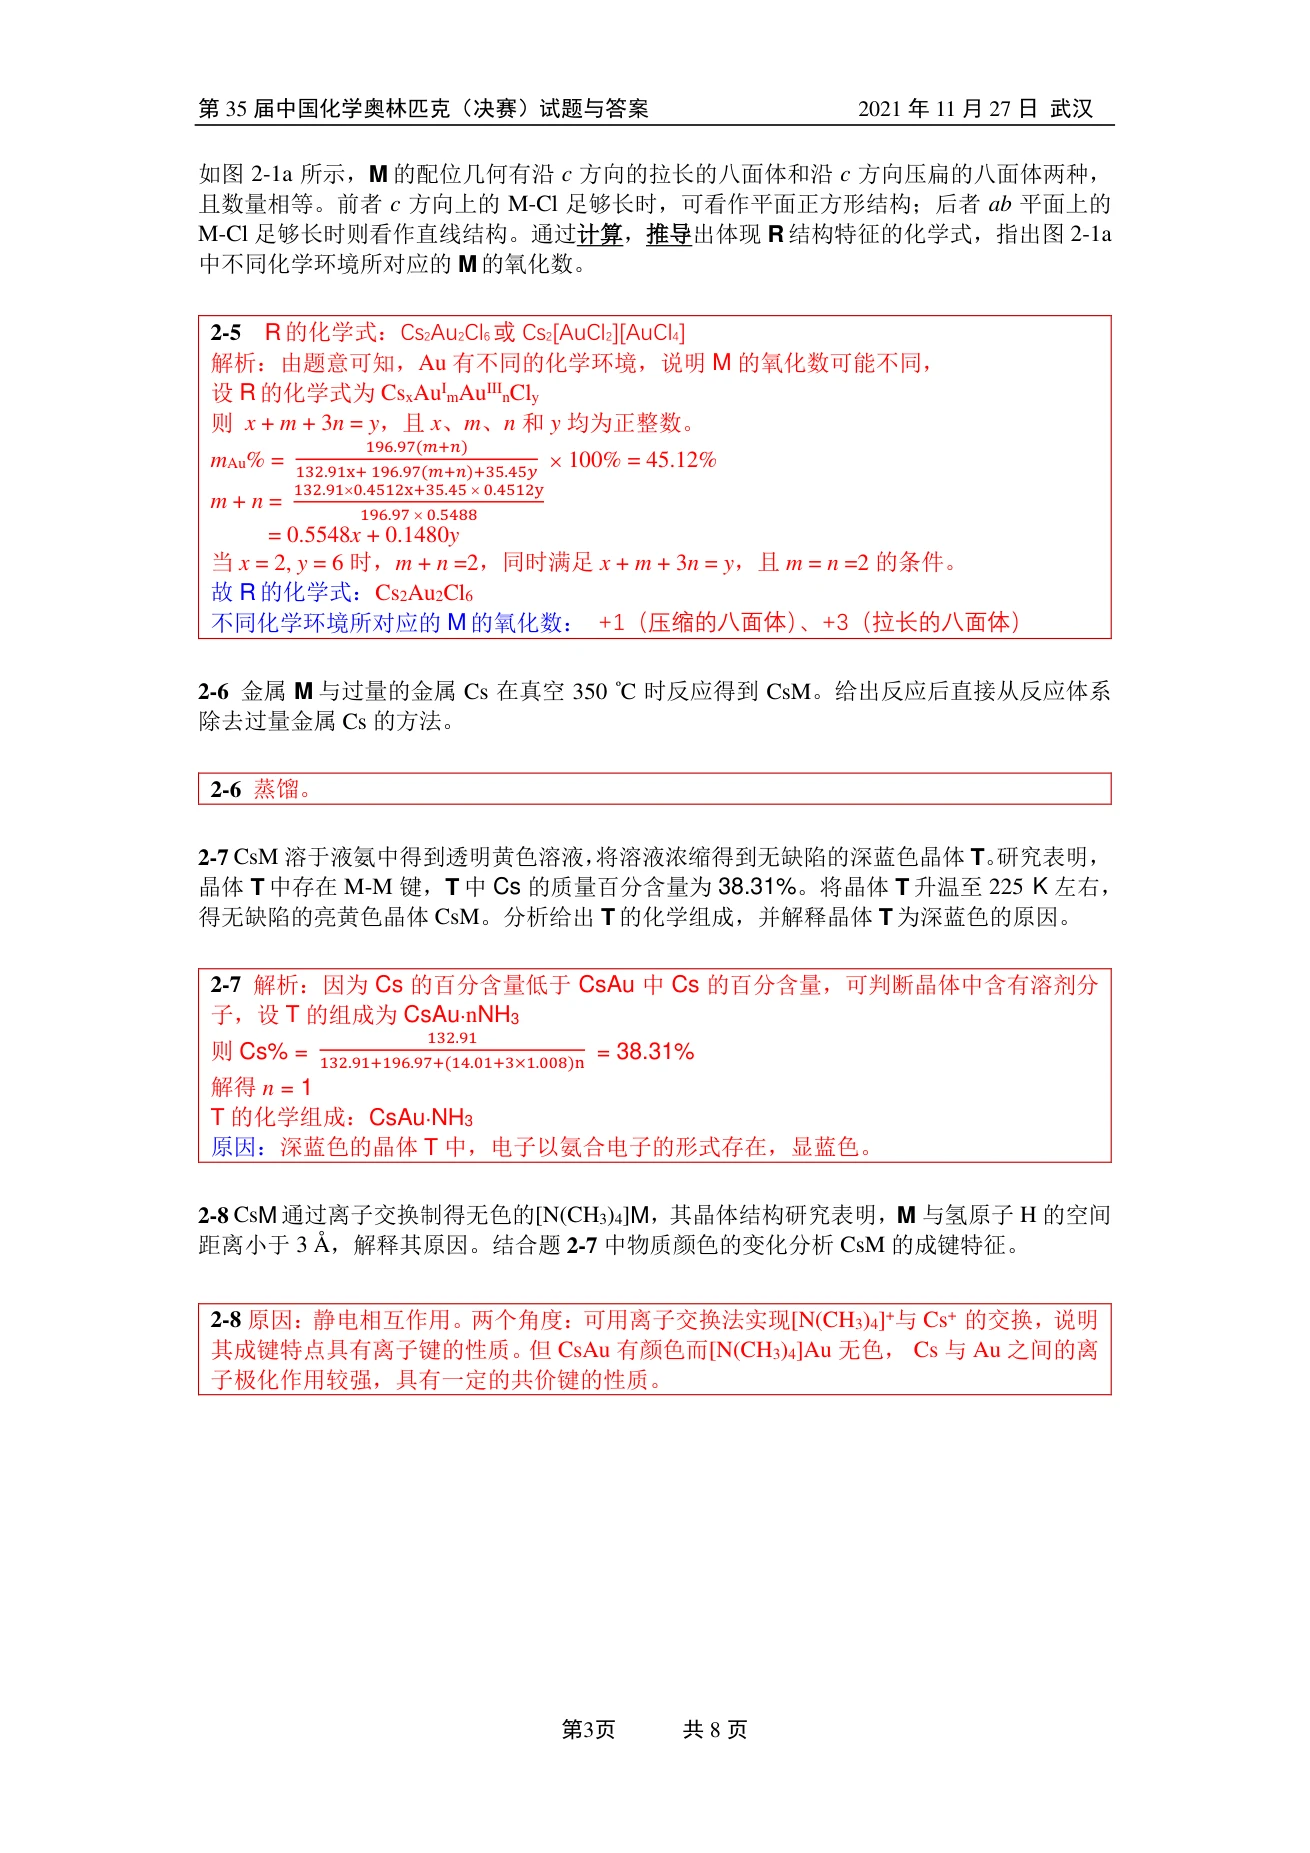 第 35 届中国化学奥林匹克（决赛）试题与答案 2021 年 11 月 27 日 武汉
如图 2-1a 所示，M 的配位几何有沿 c 方向的拉长的八面体和沿 c 方向压扁的八面体两种，
且数量相等。前者 c 方向上的 M-Cl 足够长时，可看作平面正方形结构；后者 ab 平面上的
M-Cl 足够长时则看作直线结构。通过计算，推导出体现 R 结构特征的化学式，指出图 2-1a
中不同化学环境所对应的 M 的氧化数。
2-5 R 的化学式：Cs₂Au₂Cl₆或 Cs₂[AuCl₂][AuCl₄]
解析：由题意可知，Au 有不同的化学环境，说明 M 的氧化数可能不同，
设 R 的化学式为 CsₓAuᴵₘAuᴵᴵᴵₙCly
则 x + m + 3n = y，且 x、m、n 和 y 均为正整数。
mAu% = 196.97(m+n) / 132.91x+ 196.97(m+n)+35.45y × 100% = 45.12%
m + n = 132.91×0.4512x+35.45 × 0.4512y / 196.97 × 0.5488
= 0.5548x + 0.1480y
当 x = 2, y = 6 时，m + n =2，同时满足 x + m + 3n = y，且 m = n =2 的条件。
故 R 的化学式：Cs₂Au₂Cl₆
不同化学环境所对应的 M 的氧化数： +1（压缩的八面体）、+3（拉长的八面体）
2-6 金属 M 与过量的金属 Cs 在真空 350 ℃ 时反应得到 CsM。给出反应后直接从反应体系
除去过量金属 Cs 的方法。
2-6 蒸馏。
2-7 CsM 溶于液氨中得到透明黄色溶液，将溶液浓缩得到无缺陷的深蓝色晶体 T。研究表明，
晶体 T 中存在 M-M 键，T 中 Cs 的质量百分含量为 38.31%。将晶体 T 升温至 225 K 左右，
得无缺陷的亮黄色晶体 CsM。分析给出 T 的化学组成，并解释晶体 T 为深蓝色的原因。
2-7 解析：因为 Cs 的百分含量低于 CsAu 中 Cs 的百分含量，可判断晶体中含有溶剂分
子，设 T 的组成为 CsAu·nNH₃
则 Cs% = 132.91 / 132.91+196.97+(14.01+3×1.008)n = 38.31%
解得 n = 1
T 的化学组成：CsAu·NH₃
原因：深蓝色的晶体 T 中，电子以氨合电子的形式存在，显蓝色。
2-8 CsM 通过离子交换制得无色的[N(CH₃)₄]M，其晶体结构研究表明，M 与氢原子 H 的空间
距离小于 3 Å，解释其原因。结合题 2-7 中物质颜色的变化分析 CsM 的成键特征。
2-8 原因：静电相互作用。两个角度：可用离子交换法实现[N(CH₃)₄]⁺与 Cs⁺ 的交换，说明
其成键特点具有离子键的性质。但 CsAu 有颜色而[N(CH₃)₄]Au 无色， Cs 与 Au 之间的离
子极化作用较强，具有一定的共价键的性质。
第3页 共 8 页